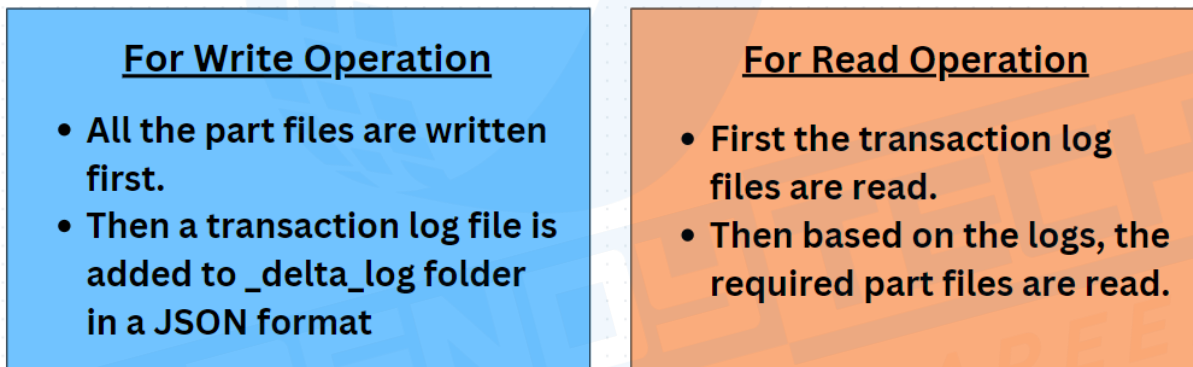 For Write Operation
• All the part files are written
first.
• Then a transaction log file is
added to _delta_log folder
in a JSON format
For Read Operation
• First the transaction log
files are read.
• Then based on the logs, the
required part files are read.